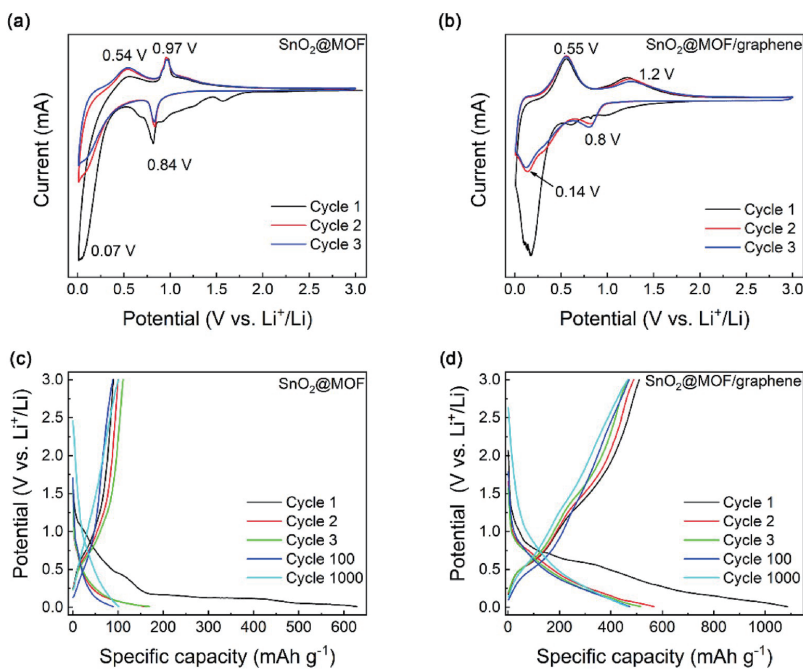 (a)
SnO₂@MOF
0.54 V
0.97 V
0.84 V
0.07 V
Cycle 1
Cycle 2
Cycle 3
Current (mA)
0.0 0.5 1.0 1.5 2.0 2.5 3.0
Potential (V vs. Li⁺/Li)
(b)
SnO₂@MOF/graphene
0.55 V
1.2 V
0.8 V
0.14 V
Cycle 1
Cycle 2
Cycle 3
Current (mA)
0.0 0.5 1.0 1.5 2.0 2.5 3.0
Potential (V vs. Li⁺/Li)
(c)
SnO₂@MOF
Cycle 1
Cycle 2
Cycle 3
Cycle 100
Cycle 1000
Potential (V vs. Li⁺/Li)
3.0
2.5
2.0
1.5
1.0
0.5
0.0
0 100 200 300 400 500 600
Specific capacity (mAh g⁻¹)
(d)
SnO₂@MOF/graphene
Cycle 1
Cycle 2
Cycle 3
Cycle 100
Cycle 1000
Potential (V vs. Li⁺/Li)
3.0
2.5
2.0
1.5
1.0
0.5
0.0
0 200 400 600 800 1000
Specific capacity (mAh g⁻¹)